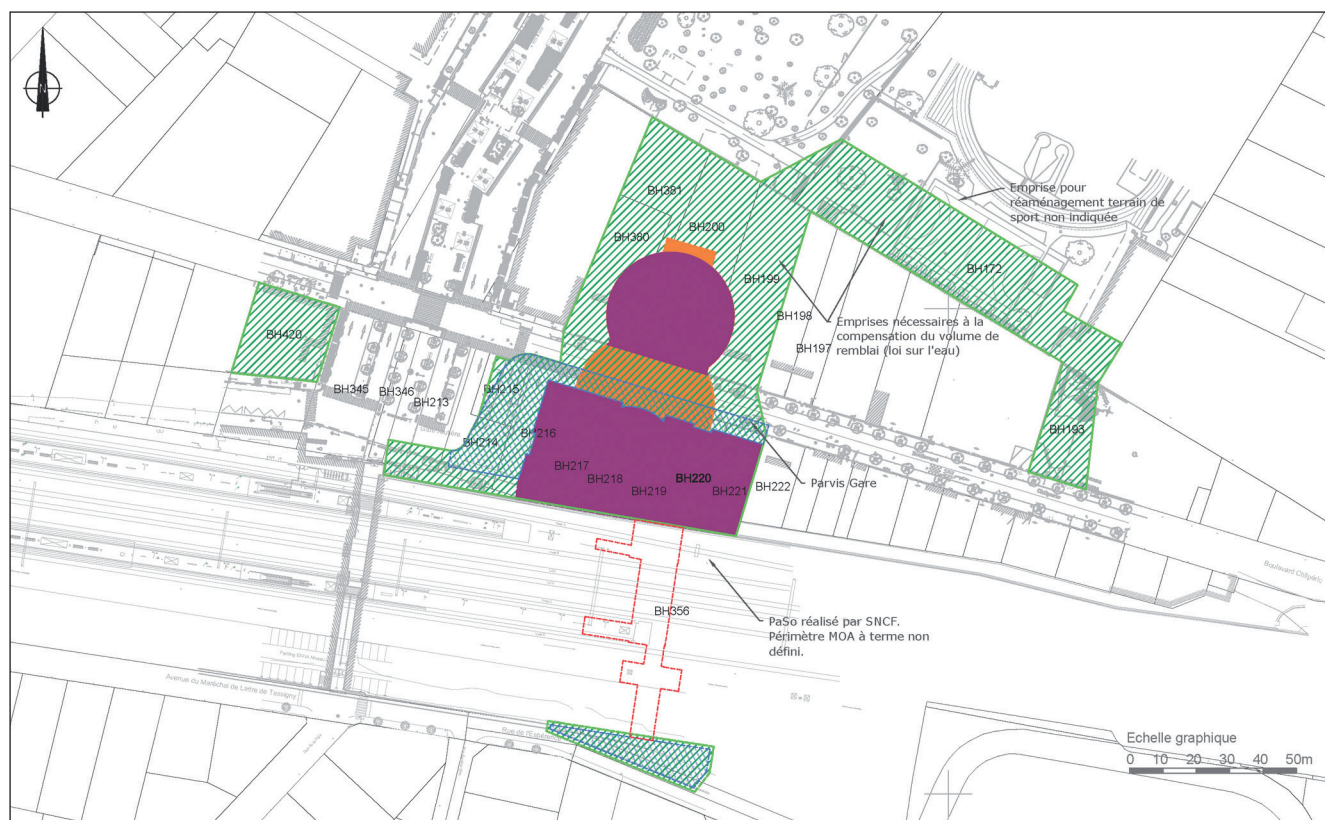 BH381
BH200
BH380
Emprise pour
réaménagement terrain de
sport non indiquée
BH199
BH172
BH198
Emprises nécessaires à la
compensation du volume de
remblai (loi sur l'eau)
BH197
BH420
BH345
BH346
BH213
BH215
BH214
BH216
BH193
BH217
BH218
BH219
BH220
BH221
BH222
Parvis Gare
Boulevard Chilpéric
BH356
PaSo réalisé par SNCF.
Périmètre MOA à terme non
défini.
Avenue du Maréchal de Lattre de Tassigny
Echelle graphique
0 10 20 30 40 50m